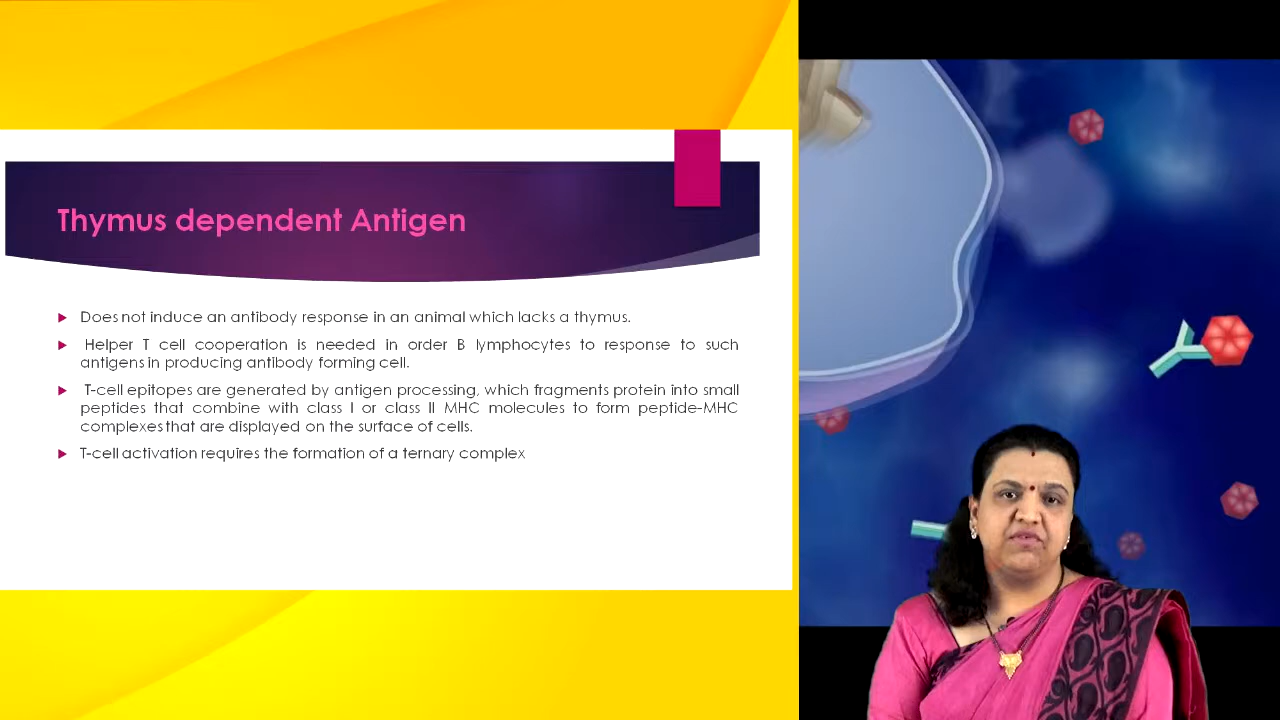 Thymus dependent Antigen
Does not induce an antibody response in an animal which lacks a thymus.
Helper T cell cooperation is needed in order B lymphocytes to response to such
antigens in producing antibody forming cell.
T-cell epitopes are generated by antigen processing, which fragments protein into small
peptides that combine with class I or class II MHC molecules to form peptide-MHC
complexes that are displayed on the surface of cells.
T-cell activation requires the formation of a ternary complex